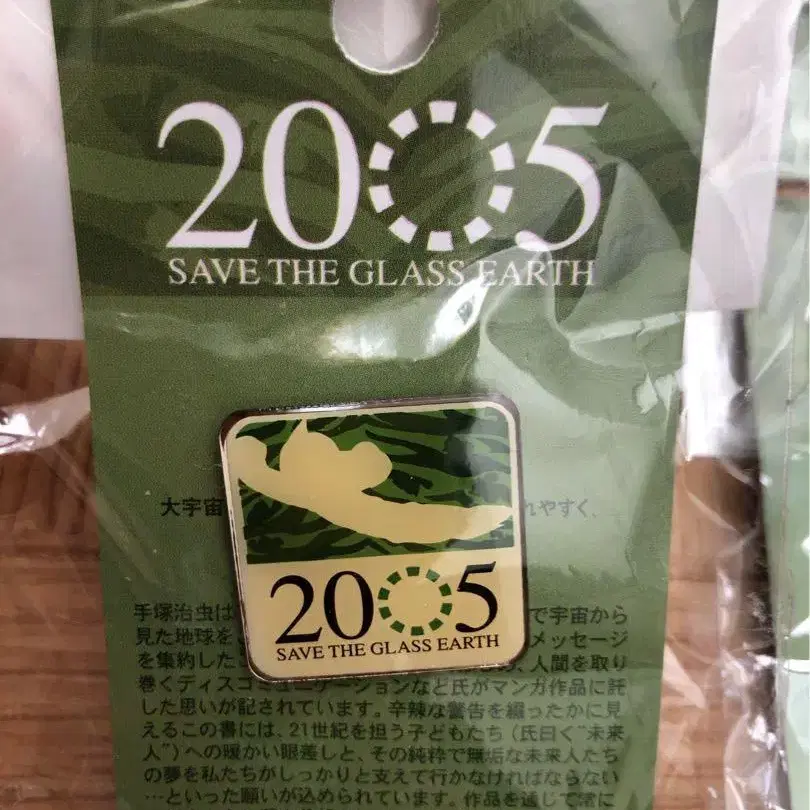 2005
SAVE THE GLASS EARTH
大宇宙 れやすく、
2005
SAVE THE GLASS EARTH
手塚治虫は で宇宙から
見た地球を メッセージ
を集約した 、人間を取り
巻くディスコミュニケーションなど氏がマンガ作品に託
した思いが記されています。辛辣な警告を綴ったかに見
えるこの書には、21世紀を担う子どもたち（氏曰く“未来
人”）への暖かい眼差しと、その純粋で無垢な未来人たち
の夢を私たちがしっかりと支えて行かなければならない
…といった願いが込められています。作品を通じて常に